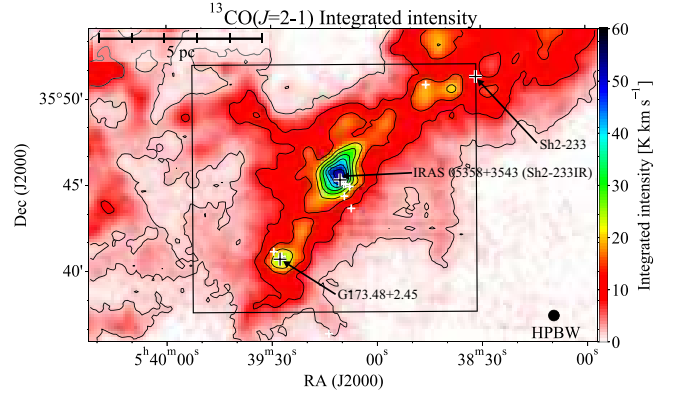 ¹³CO(J=2-1) Integrated intensity
5 pc
Sh2-233
IRAS 05358+3543 (Sh2-233IR)
G173.48+2.45
HPBW
35°50'
45'
40'
Dec (J2000)
5ʰ40ᵐ00ˢ
39ᵐ30ˢ
00ˢ
38ᵐ30ˢ
00ˢ
RA (J2000)
60
50
40
30
20
10
0
Integrated intensity [K km s⁻¹]